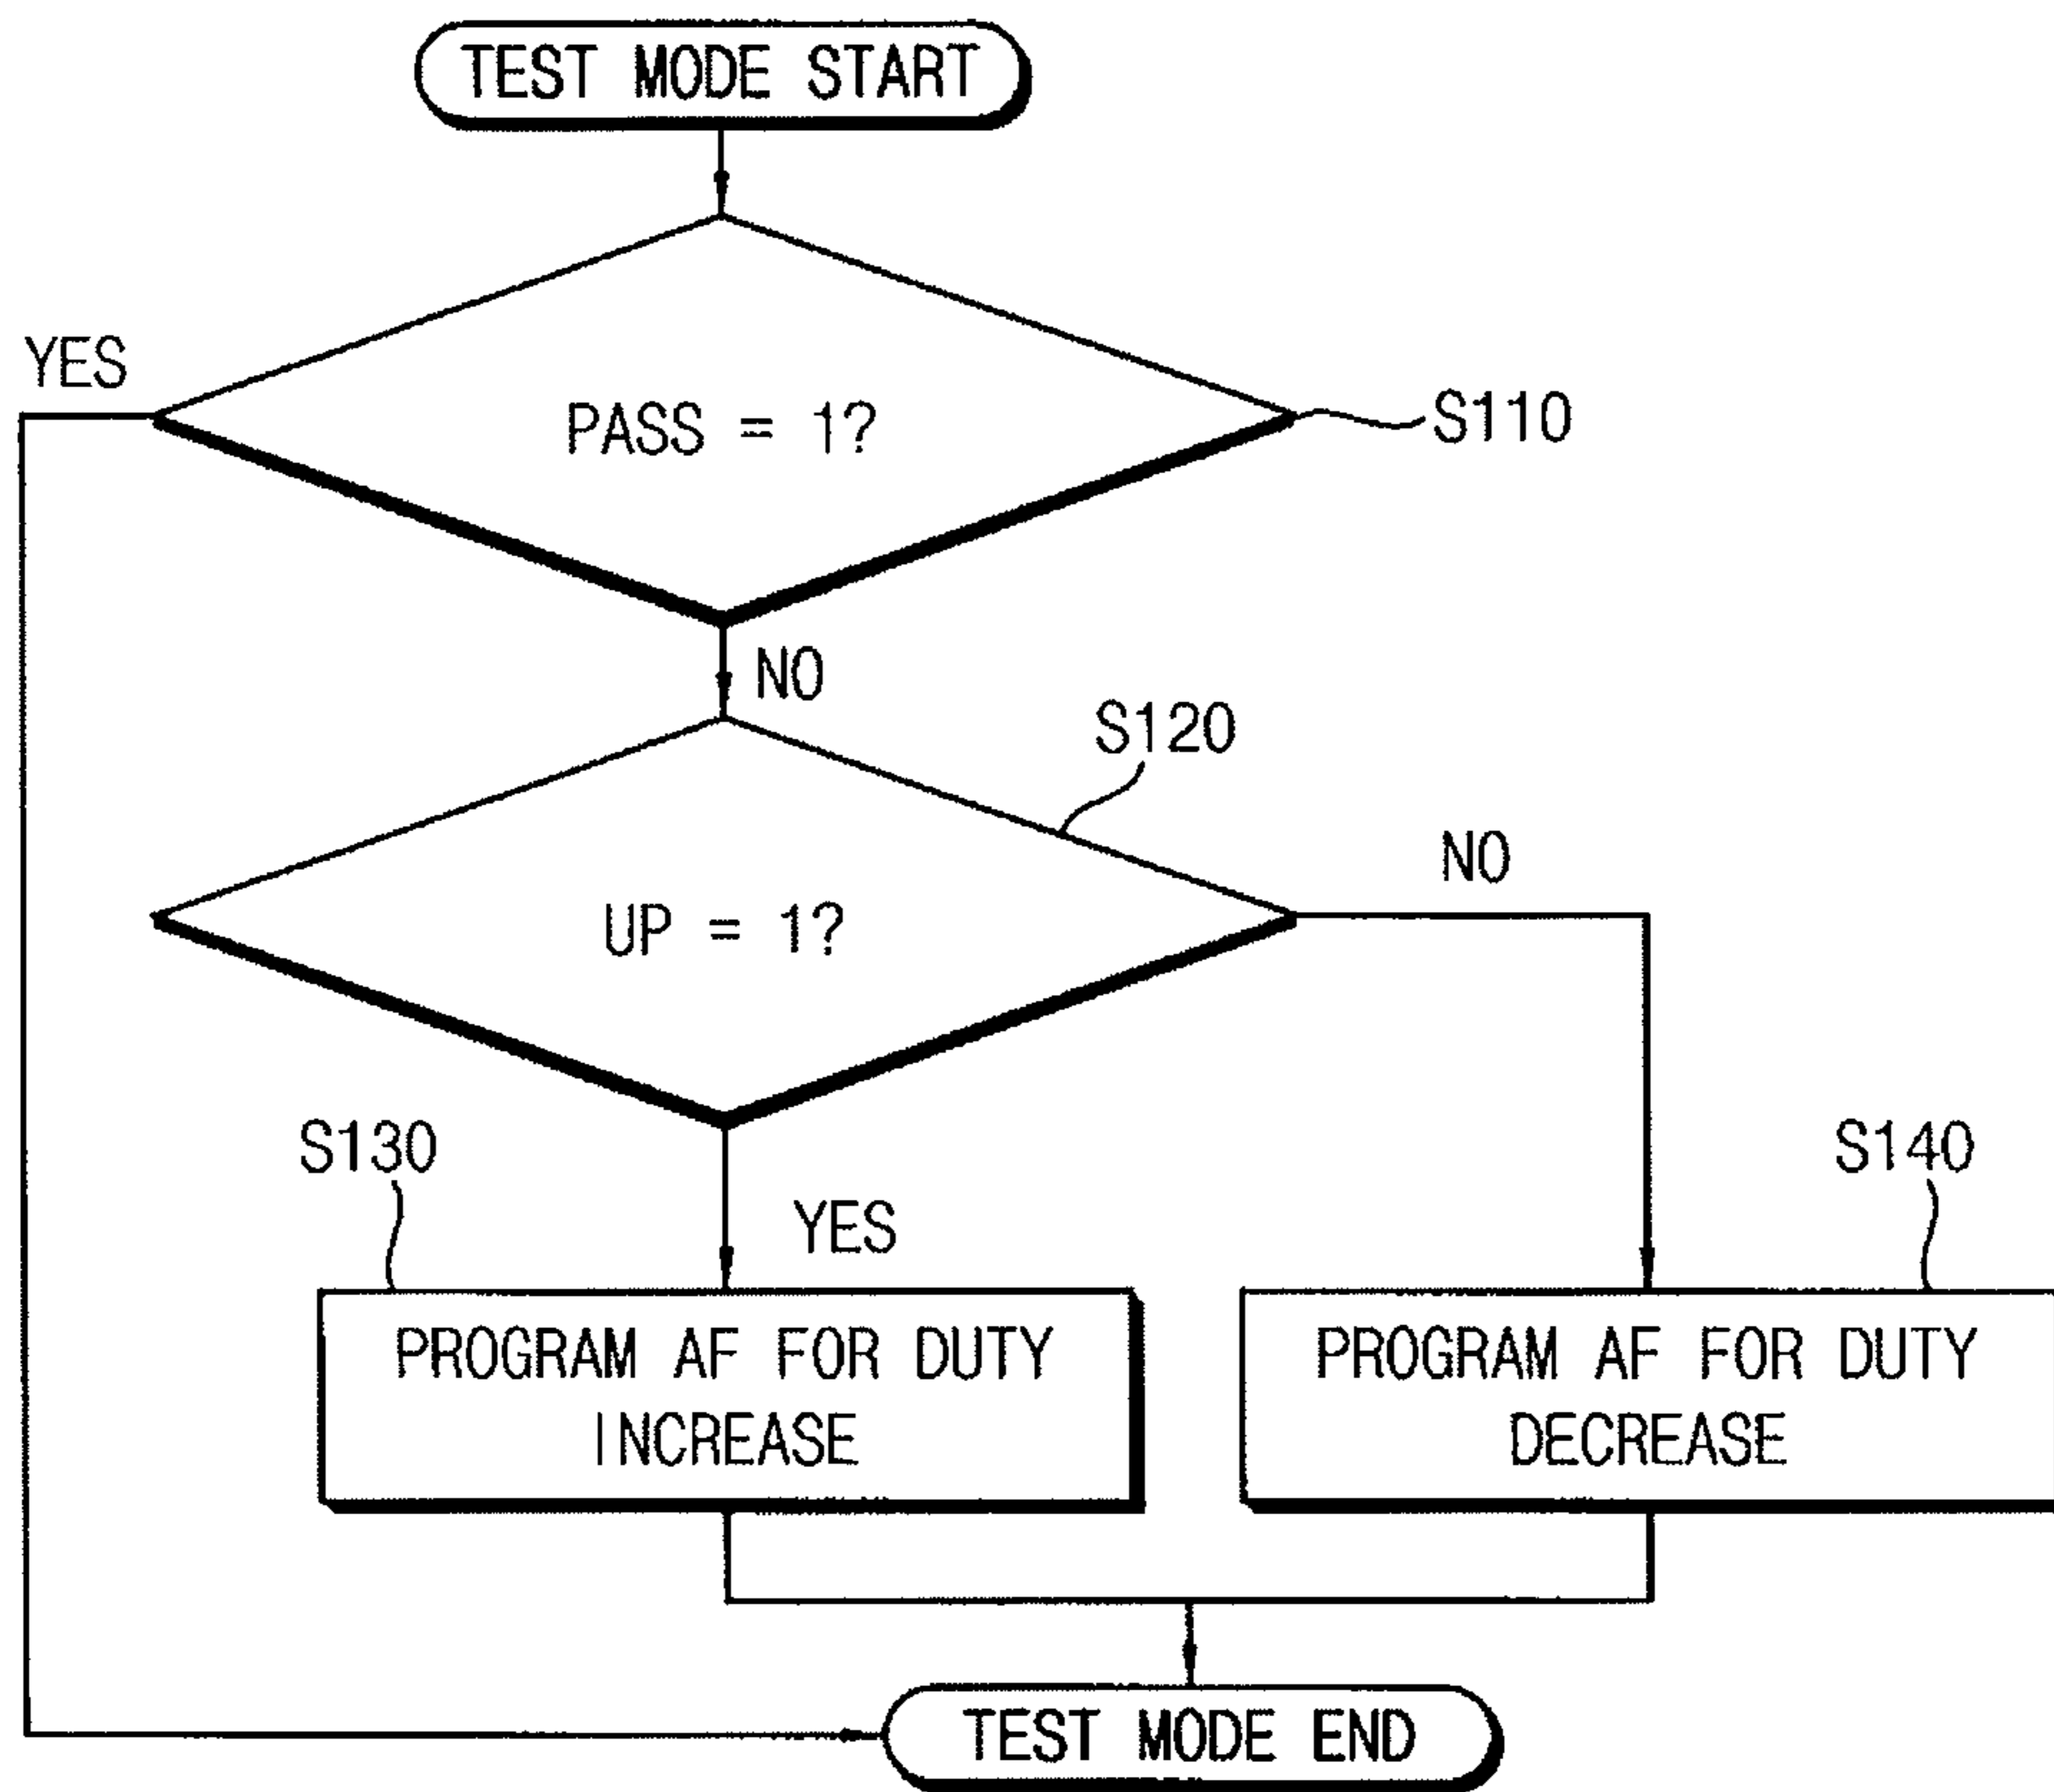 TEST MODE START
YES
PASS = 1?
S110
NO
S120
UP = 1?
NO
S130
YES
S140
PROGRAM AF FOR DUTY
INCREASE
PROGRAM AF FOR DUTY
DECREASE
TEST MODE END